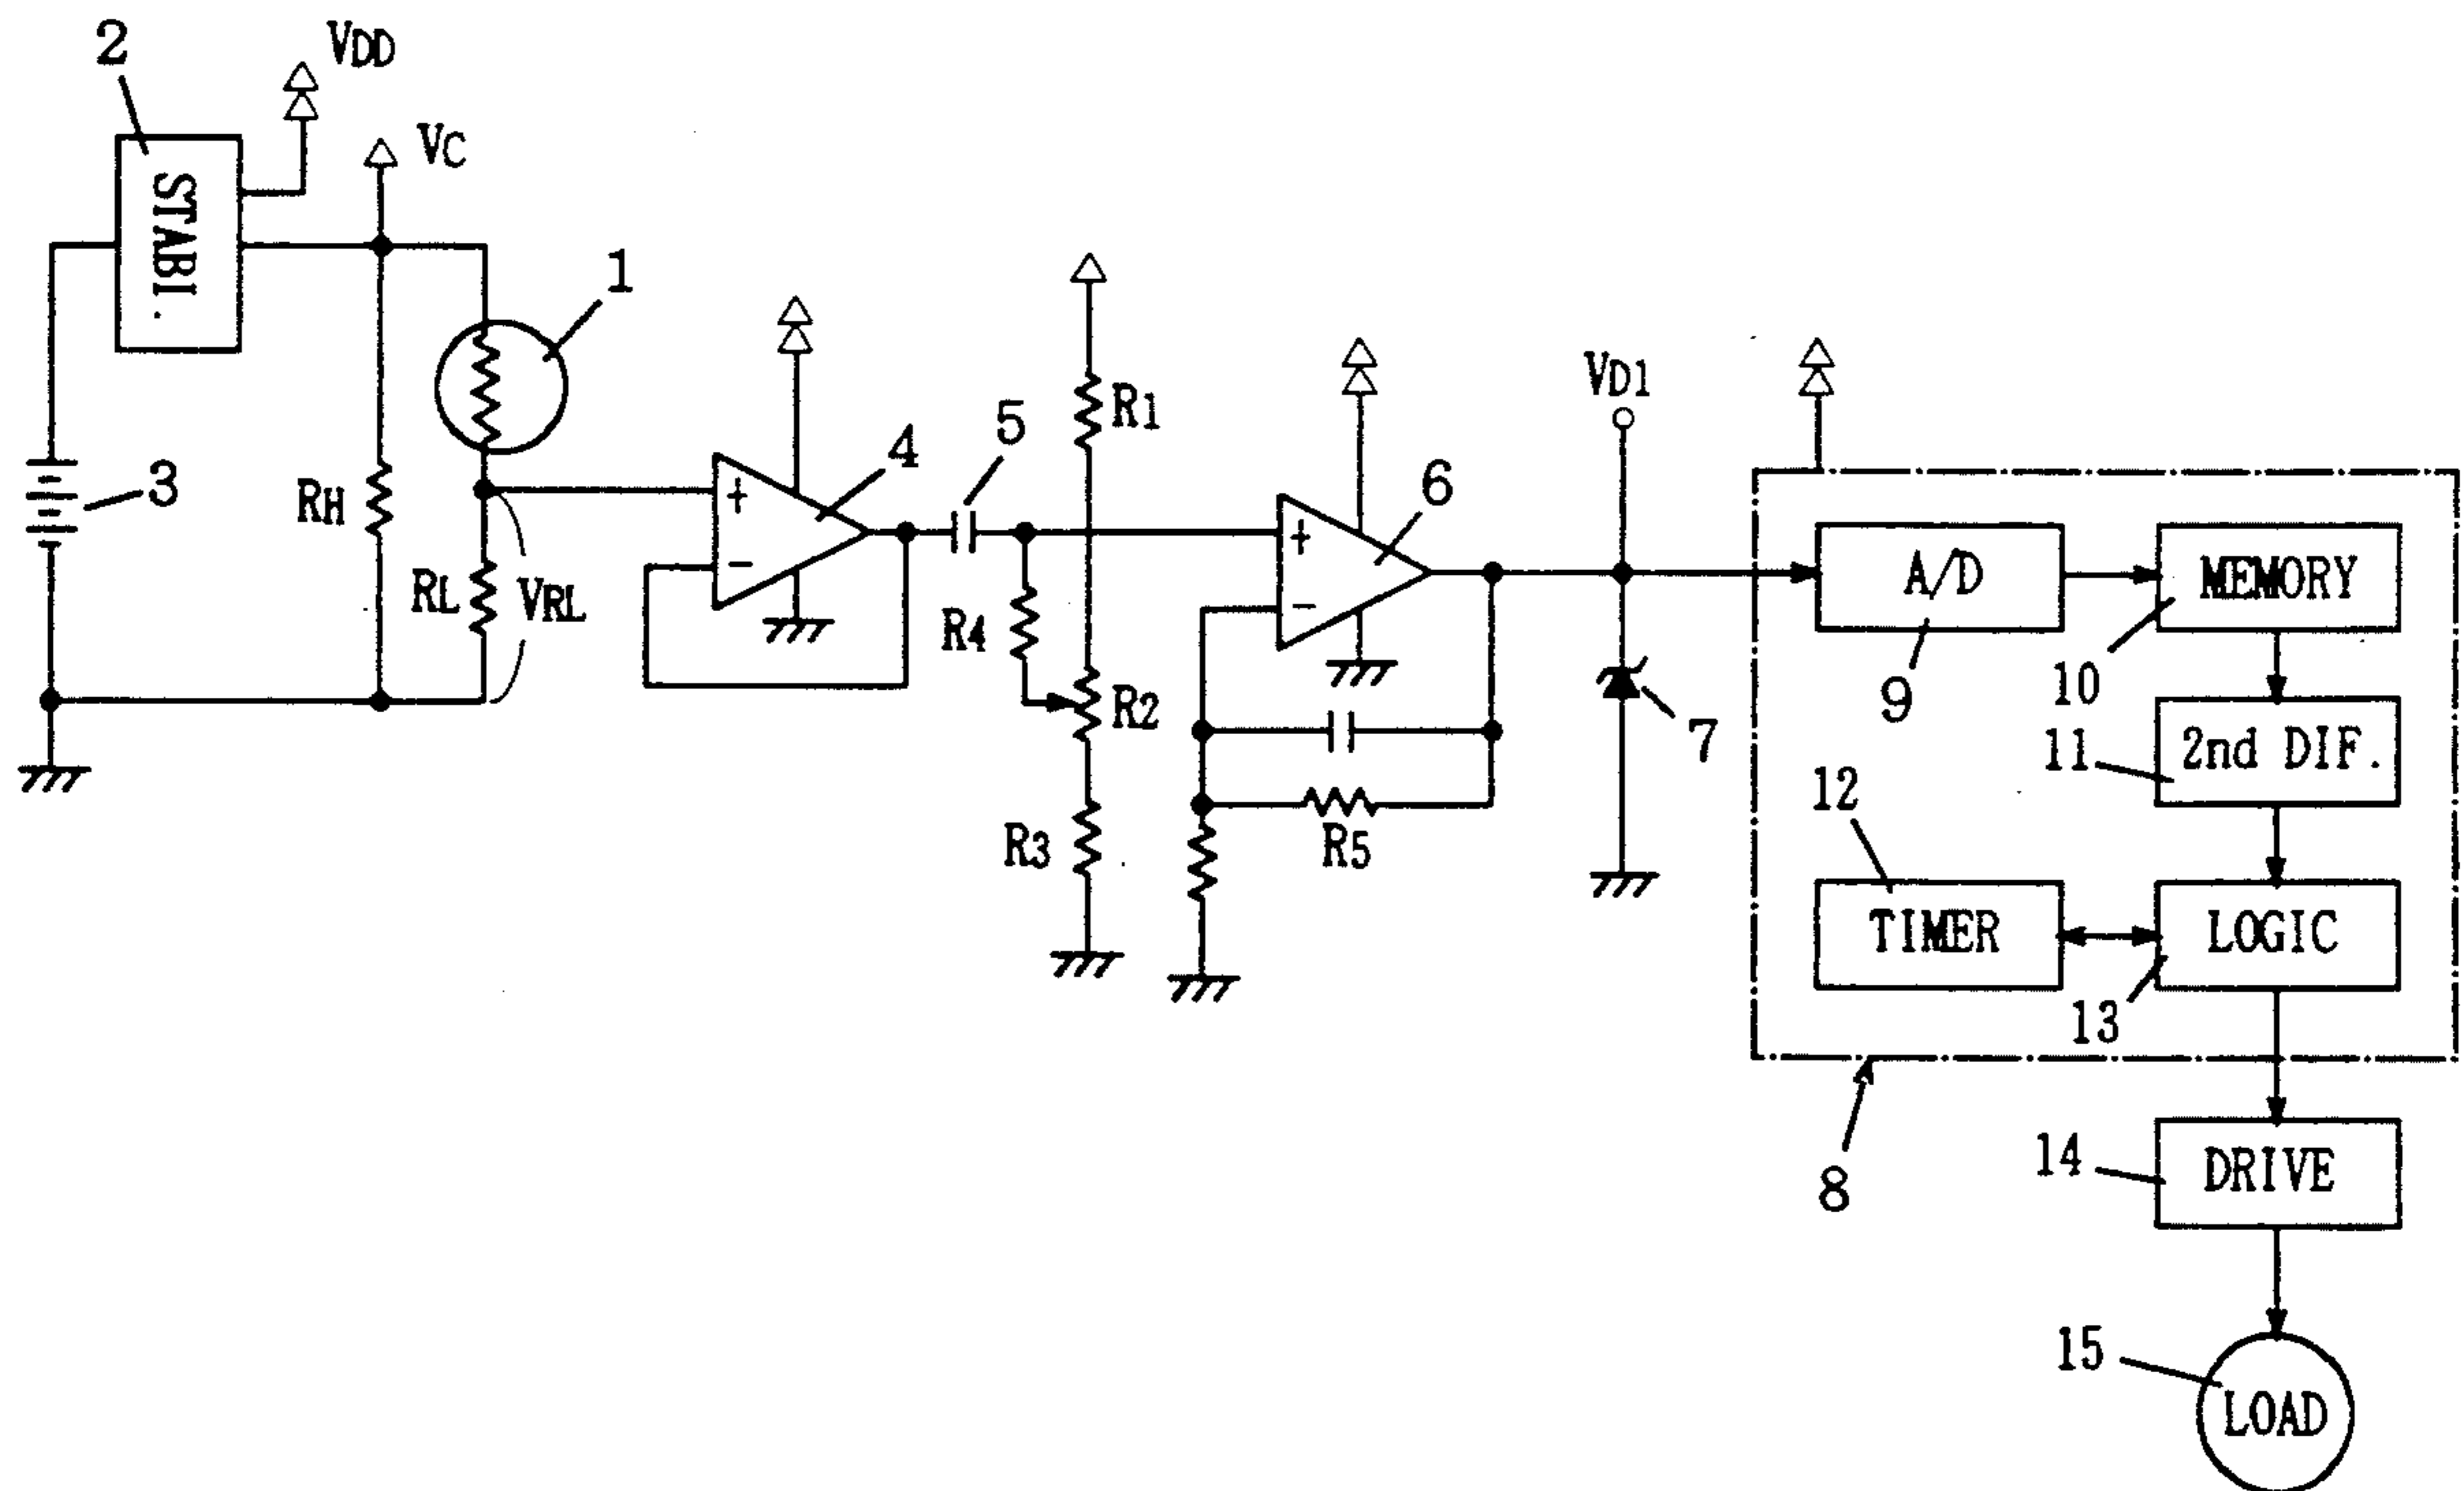 2
VDD
VC
STABI.
1
3
RH
RL
VRL
4
+
-
5
R1
R4
R2
R3
6
+
-
R5
VD1
7
A/D
9
MEMORY
10
2nd DIF.
11
12
TIMER
LOGIC
13
8
14
DRIVE
15
LOAD